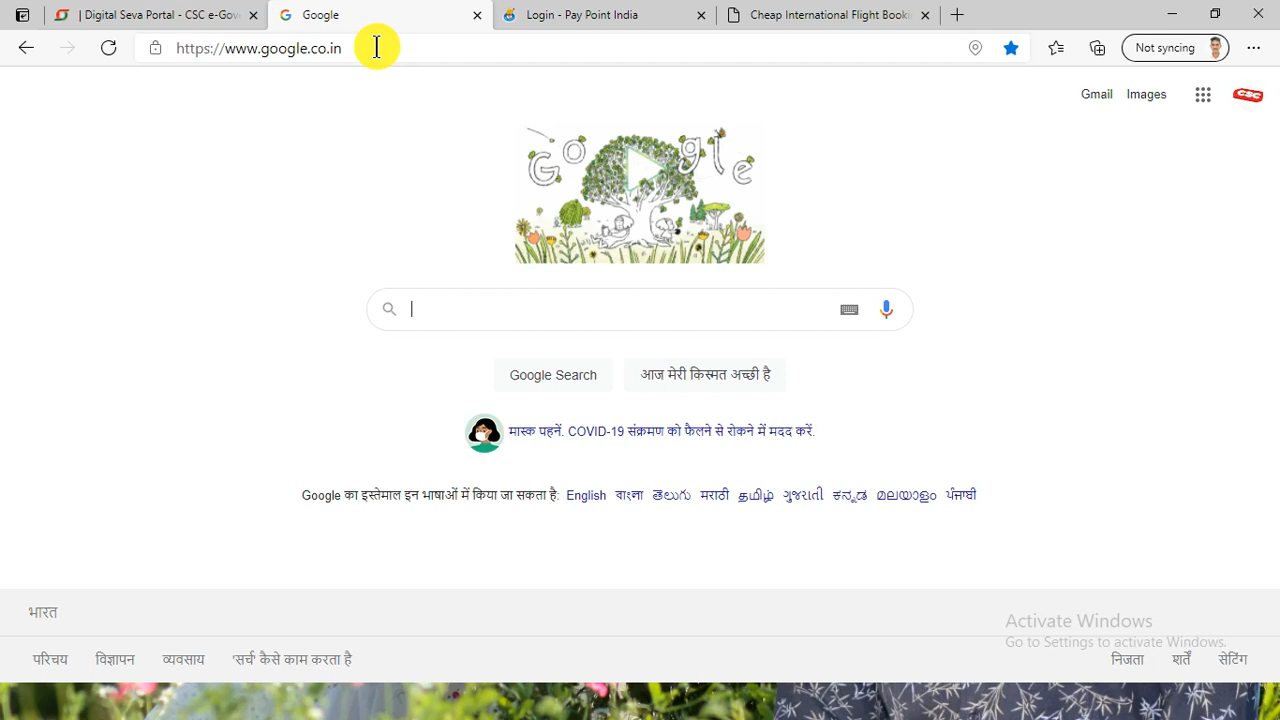 | Digital Seva Portal - CSC e-Gov
Google
Login - Pay Point India
Cheap International Flight Booki
https://www.google.co.in
Not syncing
Gmail
Images
CSC
Google
Google Search
आज मेरी किस्मत अच्छी है
मास्क पहनें. COVID-19 संक्रमण को फैलने से रोकने में मदद करें.
Google का इस्तेमाल इन भाषाओं में किया जा सकता है: English বাংলা తెలుగు मराठी தமிழ் ગુજરાતી ಕನ್ನಡ മലയാളം ਪੰਜਾਬੀ
भारत
Activate Windows
Go to Settings to activate Windows.
परिचय
विज्ञापन
व्यवसाय
'सर्च' कैसे काम करता है
निजता
शर्तें
सेटिंग